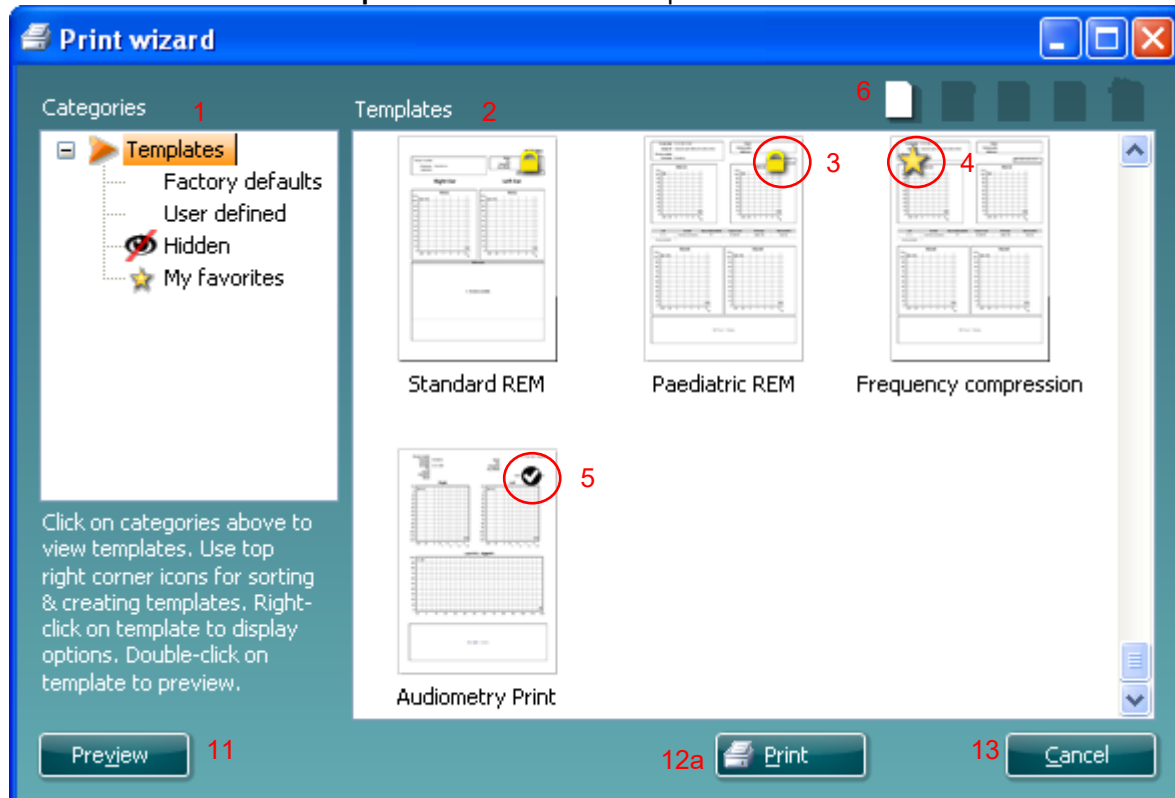 Print wizard
Categories 1
Templates 2
6
Templates
Factory defaults
User defined
Hidden
My favorites
3
4
Standard REM
Paediatric REM
Frequency compression
5
Audiometry Print
Click on categories above to
view templates. Use top
right corner icons for sorting
& creating templates. Right-
click on template to display
options. Double-click on
template to preview.
Preview 11
12a Print
13 Cancel